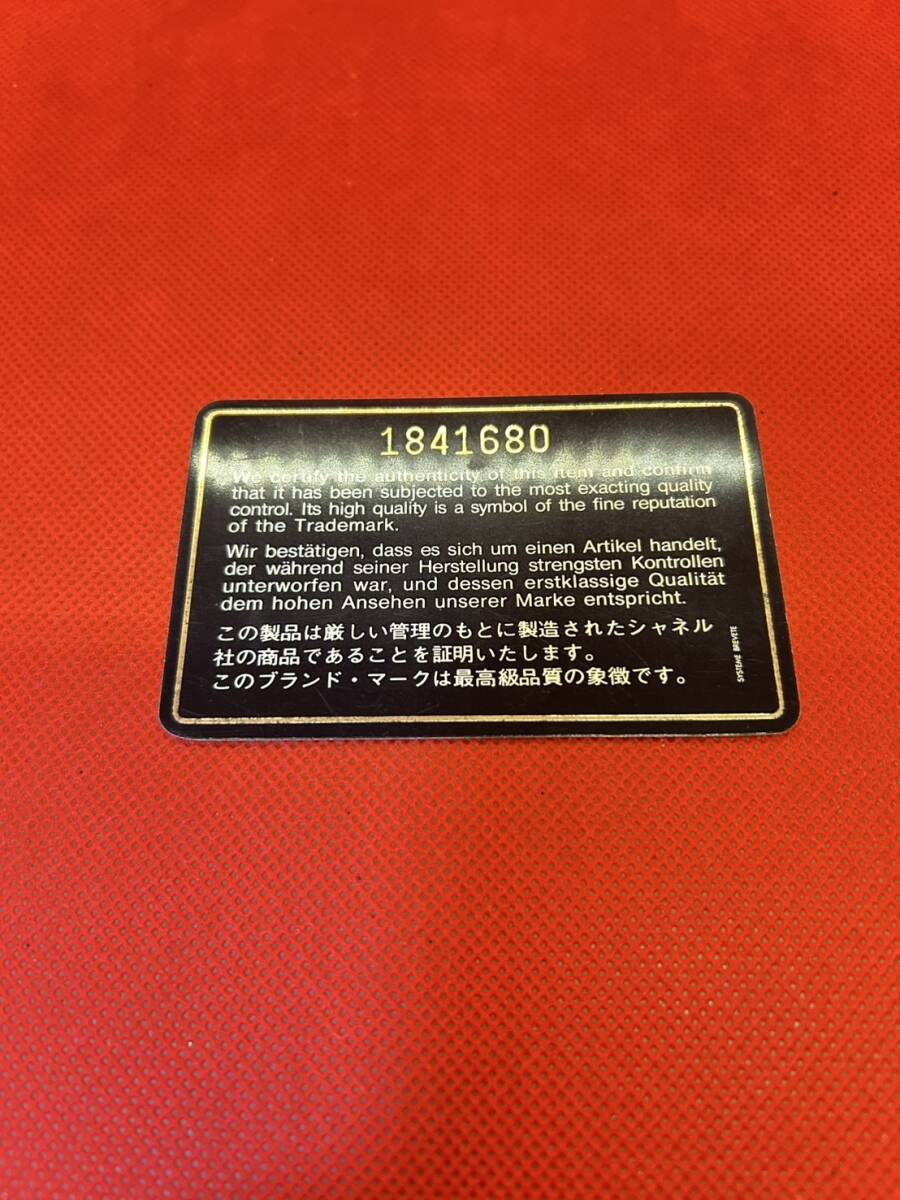 1841680
We certify the authenticity of this item and confirm
that it has been subjected to the most exacting quality
control. Its high quality is a symbol of the fine reputation
of the Trademark.
Wir bestätigen, dass es sich um einen Artikel handelt,
der während seiner Herstellung strengsten Kontrollen
unterworfen war, und dessen erstklassige Qualität
dem hohen Ansehen unserer Marke entspricht.
この製品は厳しい管理のもとに製造されたシャネル
社の商品であることを証明いたします。
このブランド・マークは最高級品質の象徴です。
SYSTEME BREVETE